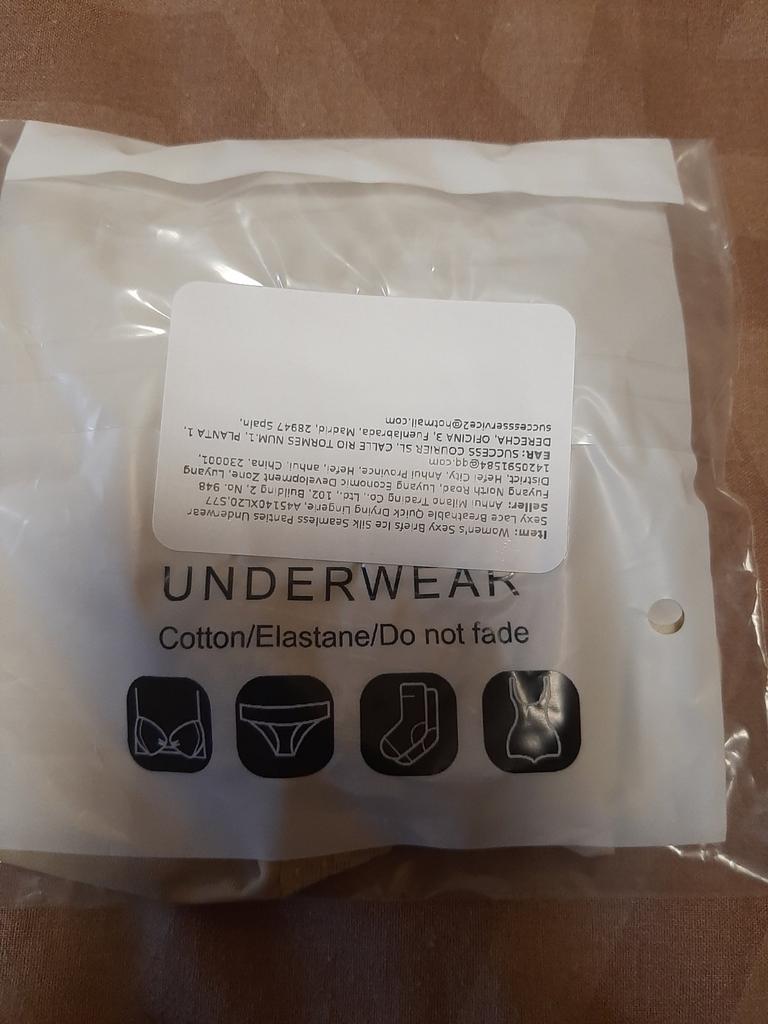 Item: Women's Sexy Briefs Ice Silk Seamless Panties Underwear
Sexy Lace Breathable Quick Drying Lingerie, A45140XL20,S77
Seller: Anhui Milano Trading Co., Ltd., 102, Building 2, No. 948
Fuyang North Road, Luyang Economic Development Zone, Luyang
District, Hefei, City, Anhui Province, Hefei, anhui, China, 230001,
1420591584@qq.com
EAR: SUCCESS COURIER SL, CALLE RIO TORMES NUM.1, PLANTA 1
DERECHA, OFICINA 3, Fuenlabrada, Madrid, 28947 Spain,
successservice2@hotmail.com
UNDERWEAR
Cotton/Elastane/Do not fade